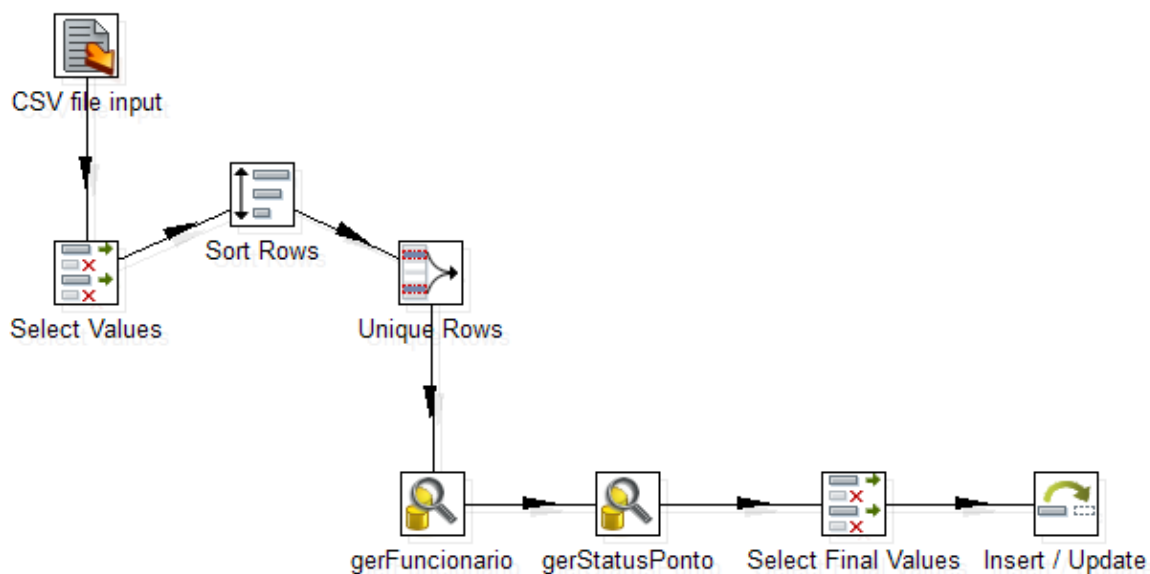 CSV file input
Sort Rows
Select Values
Unique Rows
gerFuncionario
gerStatusPonto
Select Final Values
Insert / Update